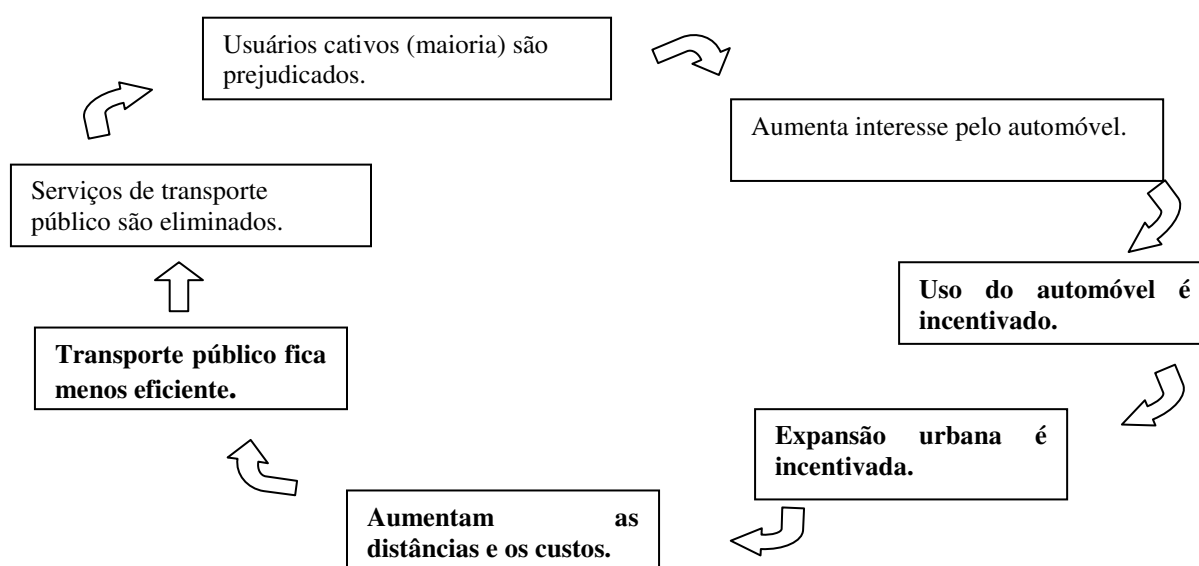 Usuários cativos (maioria) são
prejudicados.
Aumenta interesse pelo automóvel.
Serviços de transporte
público são eliminados.
Uso do automóvel é
incentivado.
Transporte público fica
menos eficiente.
Expansão urbana é
incentivada.
Aumentam as
distâncias e os custos.